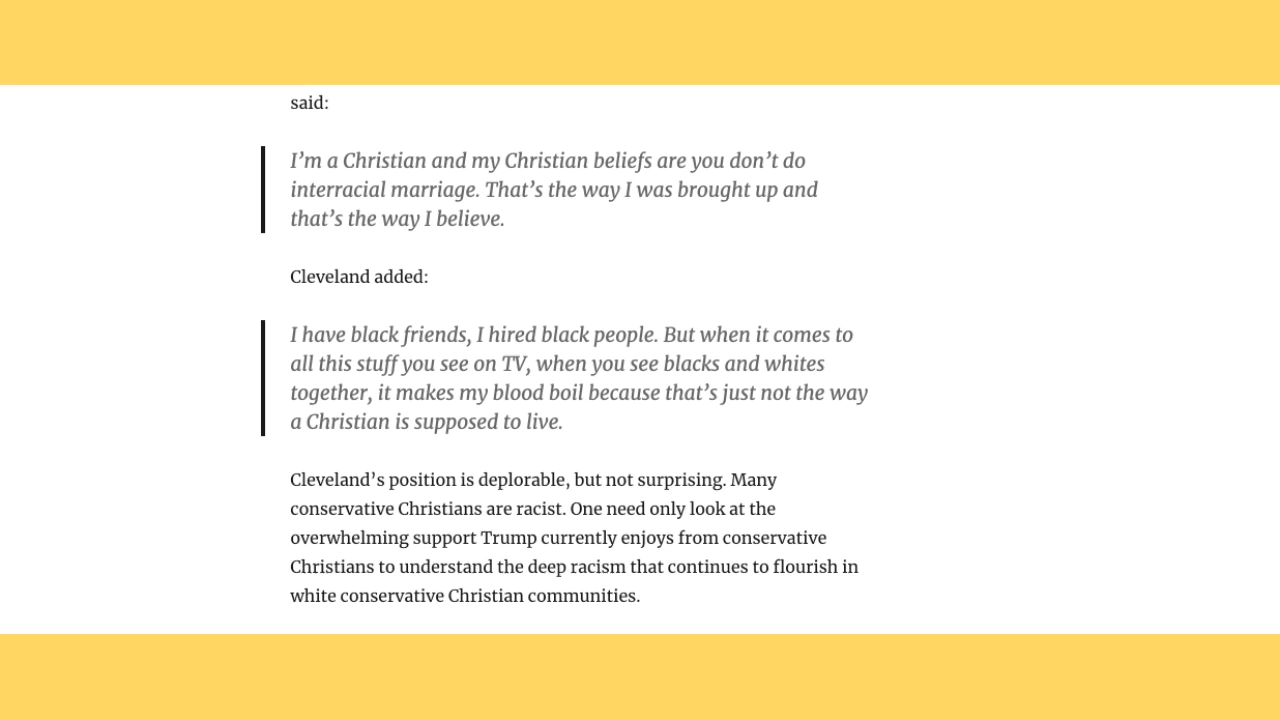 said:
I’m a Christian and my Christian beliefs are you don’t do
interracial marriage. That’s the way I was brought up and
that’s the way I believe.
Cleveland added:
I have black friends, I hired black people. But when it comes to
all this stuff you see on TV, when you see blacks and whites
together, it makes my blood boil because that’s just not the way
a Christian is supposed to live.
Cleveland’s position is deplorable, but not surprising. Many
conservative Christians are racist. One need only look at the
overwhelming support Trump currently enjoys from conservative
Christians to understand the deep racism that continues to flourish in
white conservative Christian communities.